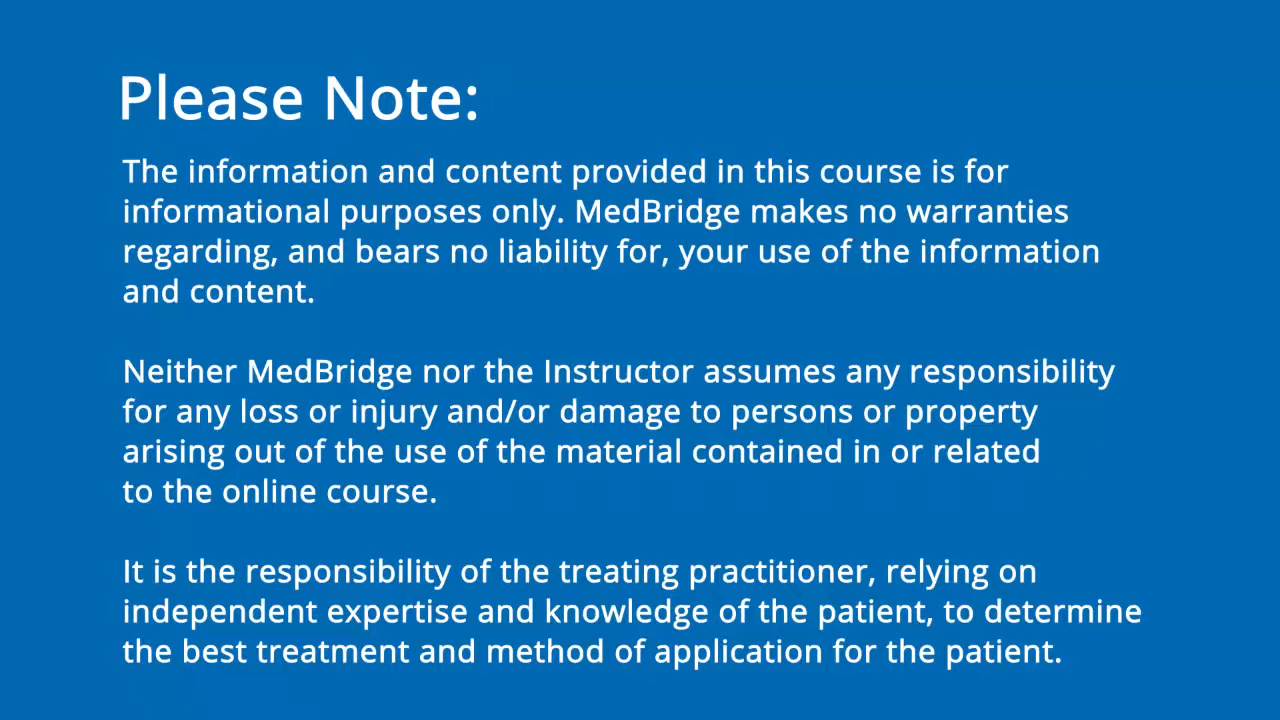 Please Note:
The information and content provided in this course is for
informational purposes only. MedBridge makes no warranties
regarding, and bears no liability for, your use of the information
and content.
Neither MedBridge nor the Instructor assumes any responsibility
for any loss or injury and/or damage to persons or property
arising out of the use of the material contained in or related
to the online course.
It is the responsibility of the treating practitioner, relying on
independent expertise and knowledge of the patient, to determine
the best treatment and method of application for the patient.